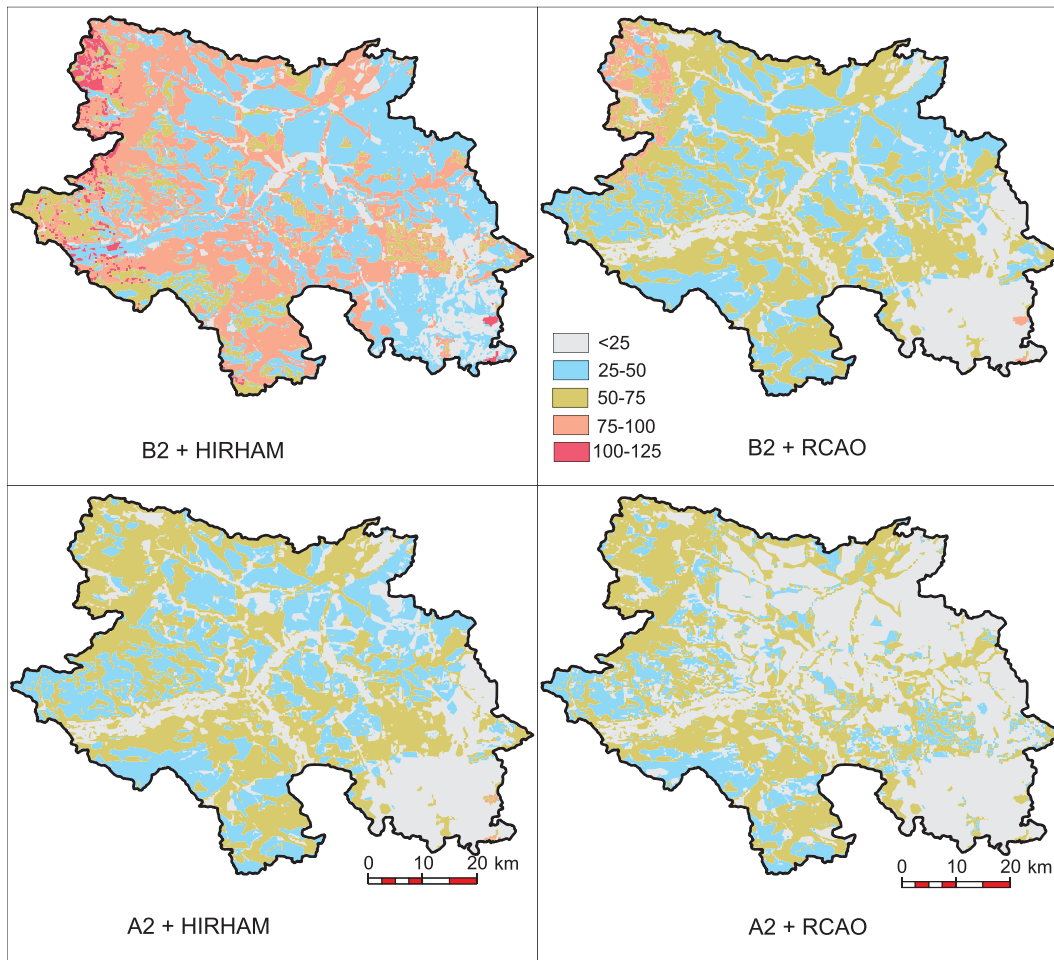 <25
25-50
50-75
75-100
100-125
B2 + HIRHAM
B2 + RCAO
0 10 20 km
0 10 20 km
A2 + HIRHAM
A2 + RCAO